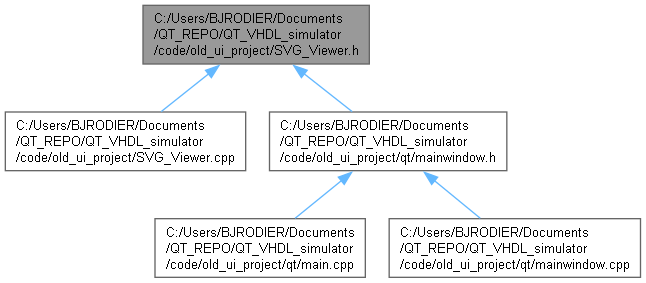 C:/Users/BJRODIER/Documents
/QT_REPO/QT_VHDL_simulator
/code/old_ui_project/SVG_Viewer.h
C:/Users/BJRODIER/Documents
/QT_REPO/QT_VHDL_simulator
/code/old_ui_project/SVG_Viewer.cpp
C:/Users/BJRODIER/Documents
/QT_REPO/QT_VHDL_simulator
/code/old_ui_project/qt/mainwindow.h
C:/Users/BJRODIER/Documents
/QT_REPO/QT_VHDL_simulator
/code/old_ui_project/qt/main.cpp
C:/Users/BJRODIER/Documents
/QT_REPO/QT_VHDL_simulator
/code/old_ui_project/qt/mainwindow.cpp